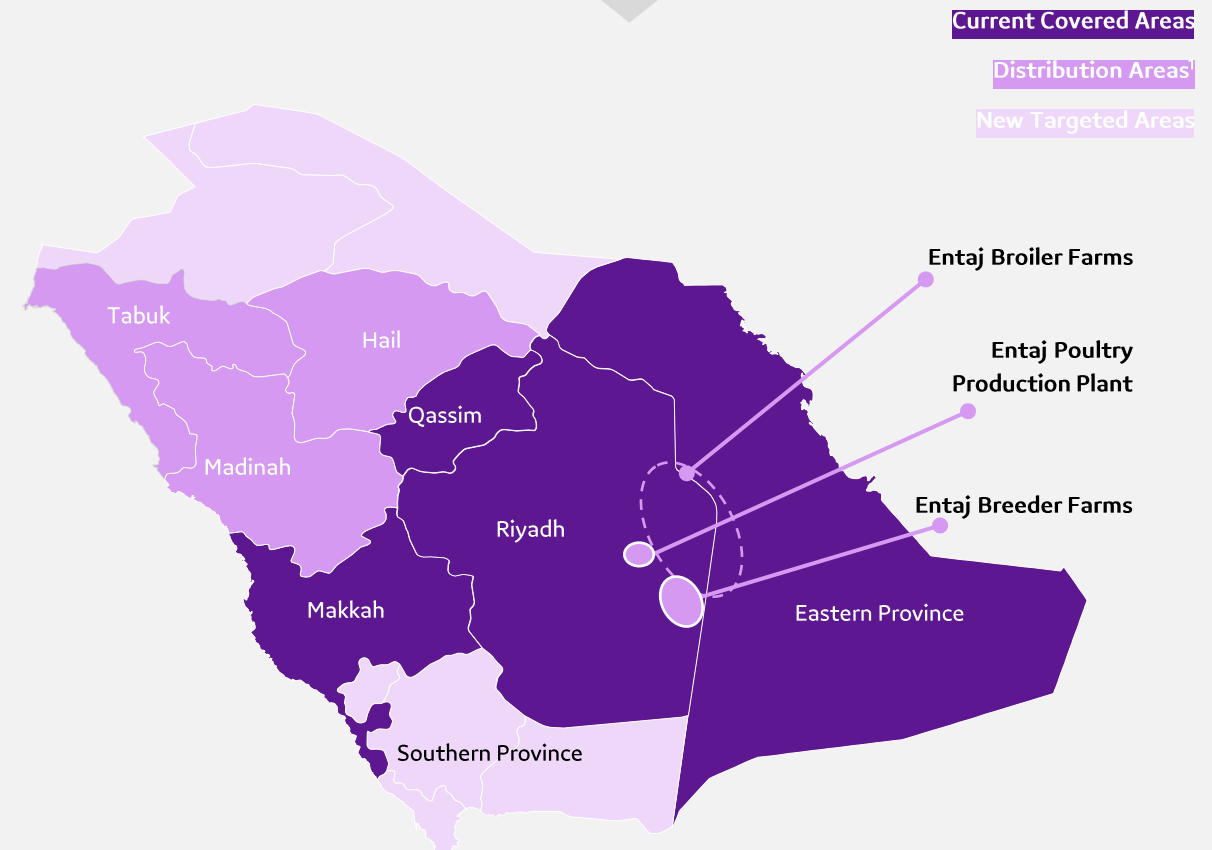 Current Covered Areas
Distribution Areas¹
New Targeted Areas
Entaj Broiler Farms
Tabuk
Hail
Entaj Poultry
Production Plant
Qassim
Madinah
Entaj Breeder Farms
Riyadh
Makkah
Eastern Province
Southern Province